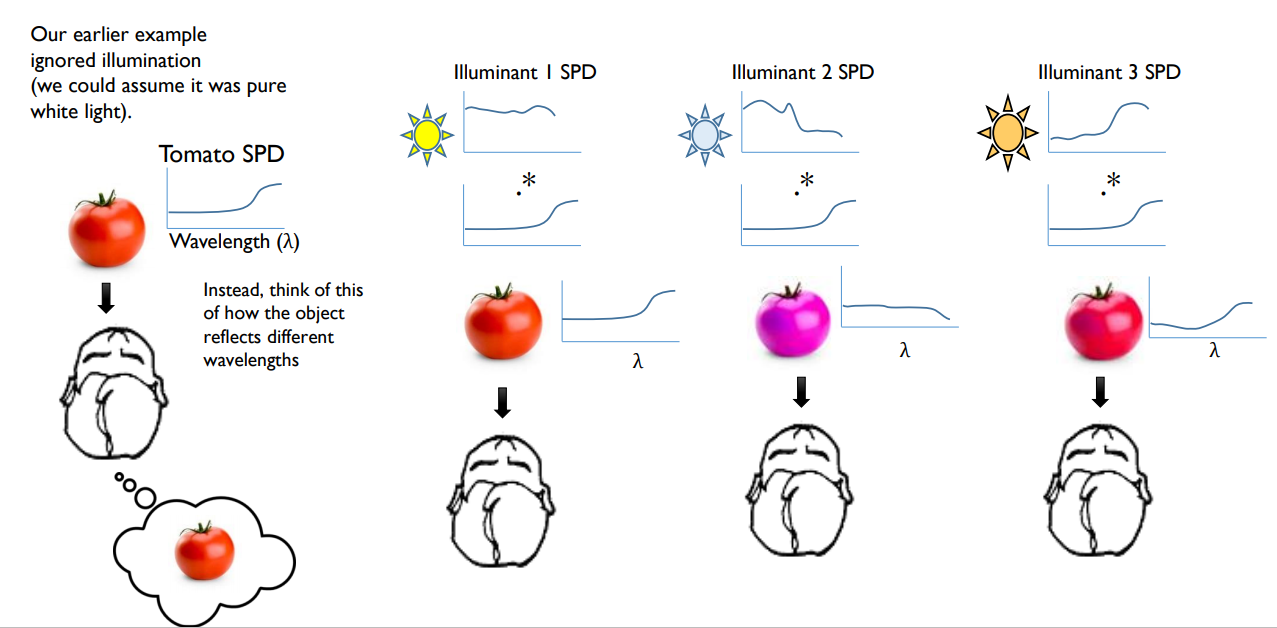 Our earlier example
ignored illumination
(we could assume it was pure
white light).
Tomato SPD
Wavelength (λ)
Instead, think of this
of how the object
reflects different
wavelengths
Illuminant 1 SPD
.*
λ
Illuminant 2 SPD
.*
λ
Illuminant 3 SPD
.*
λ